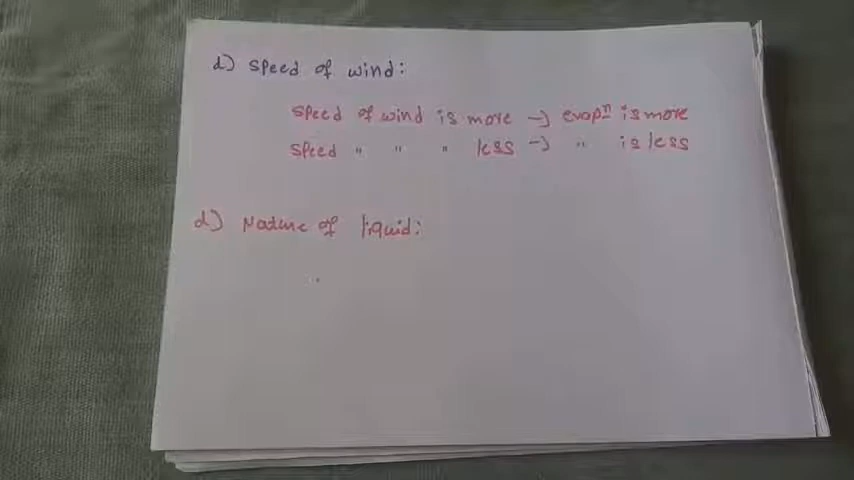 d) speed of wind:
speed of wind is more → evapⁿ is more
speed " " " less → " is less
d) Nature of liquid: